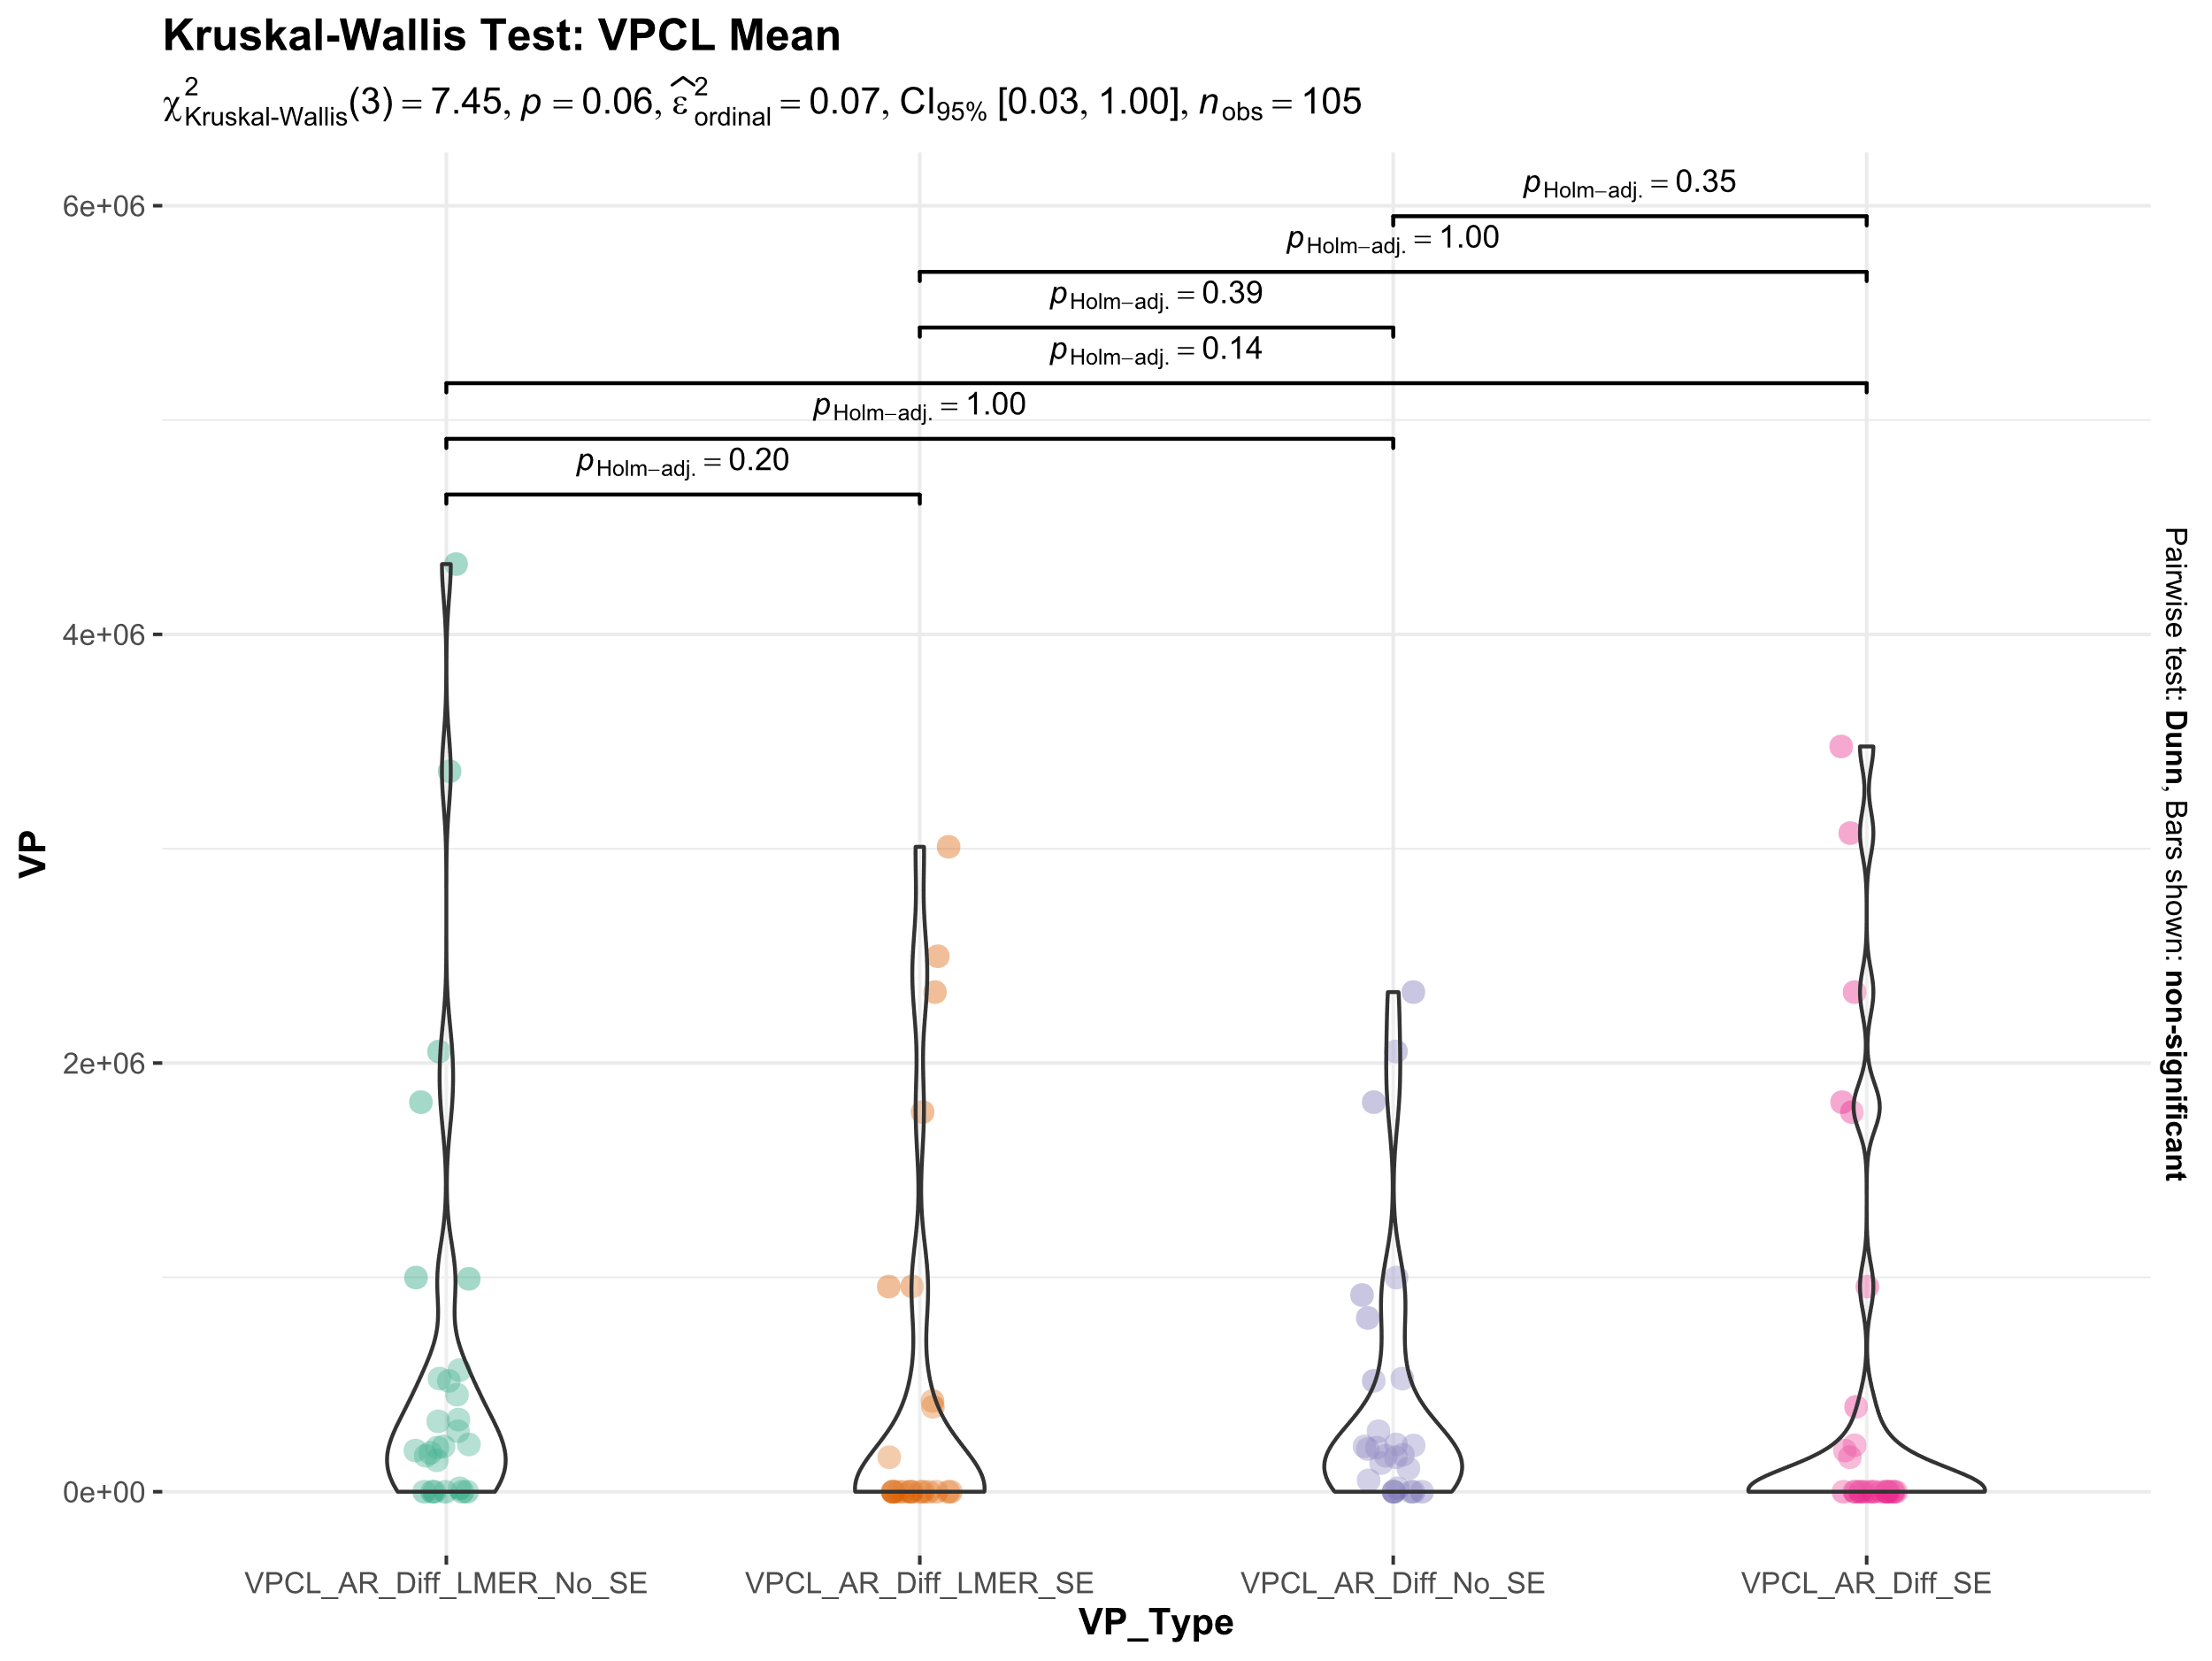 Kruskal-Wallis Test: VPCL Mean
χ²Kruskal-Wallis(3) = 7.45, p = 0.06, ε̂²ordinal = 0.07, CI95% [0.03, 1.00], nobs = 105
pHolm−adj. = 0.35
pHolm−adj. = 1.00
pHolm−adj. = 0.39
pHolm−adj. = 0.14
pHolm−adj. = 1.00
pHolm−adj. = 0.20
6e+06
4e+06
2e+06
0e+00
VP
Pairwise test: Dunn, Bars shown: non-significant
VPCL_AR_Diff_LMER_No_SE
VPCL_AR_Diff_LMER_SE
VPCL_AR_Diff_No_SE
VPCL_AR_Diff_SE
VP_Type